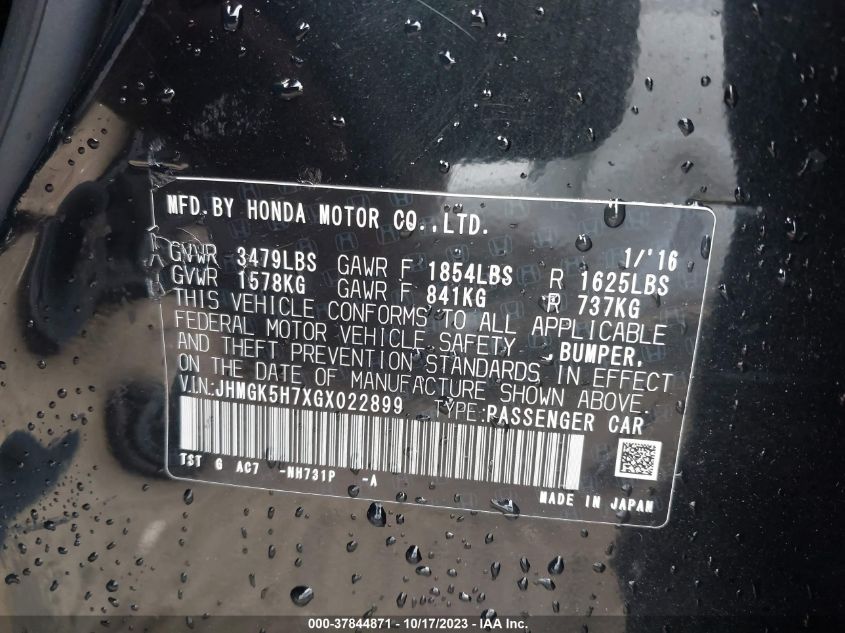 MFD.BY HONDA MOTOR CO.,LTD.
1/'16
GVWR 3479LBS GAWR F 1854LBS R 1625LBS
GVWR 1578KG GAWR F 841KG R 737KG
THIS VEHICLE CONFORMS TO ALL APPLICABLE
FEDERAL MOTOR VEHICLE SAFETY ,BUMPER,
AND THEFT PREVENTION STANDARDS IN EFFECT
ON THE DATE OF MANUFACTURE SHOWN ABOVE.
V.I.N.:JHMGK5H7XGX022899 TYPE:PASSENGER CAR
TST G AC7 -NH731P -A
MADE IN JAPAN
000-37844871 - 10/17/2023 - IAA Inc.